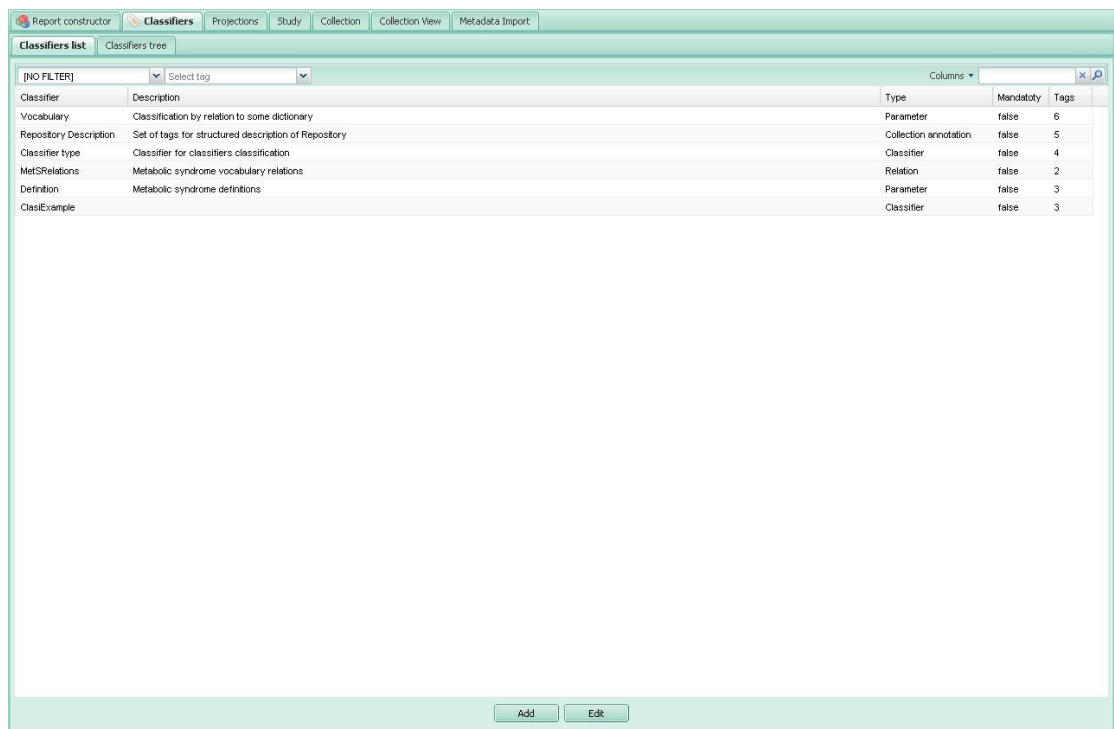 Report constructor Classifiers Projections Study Collection Collection View Metadata Import
Classifiers list Classifiers tree
[NO FILTER] Select tag Columns
Classifier Description Type Mandatoty Tags
Vocabulary Classification by relation to some dictionary Parameter false 6
Repository Description Set of tags for structured description of Repository Collection annotation false 5
Classifier type Classifier for classifiers classification Classifier false 4
MetSRelations Metabolic syndrome vocabulary relations Relation false 2
Definition Metabolic syndrome definitions Parameter false 3
ClasiExample Classifier false 3
Add Edit